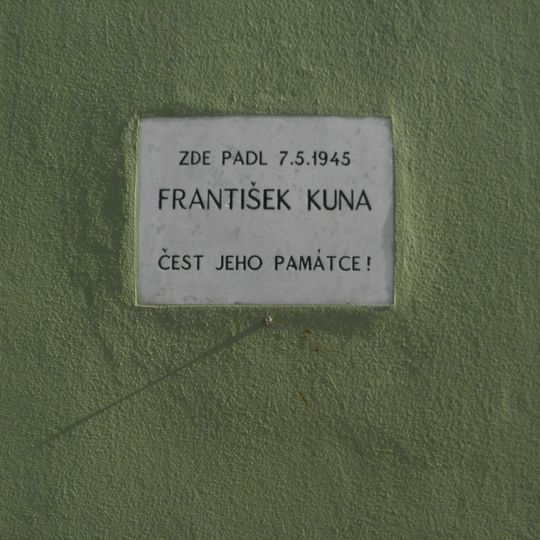 ZDE PADL 7.5.1945
FRANTIŠEK KUNA
ČEST JEHO PAMÁTCE!